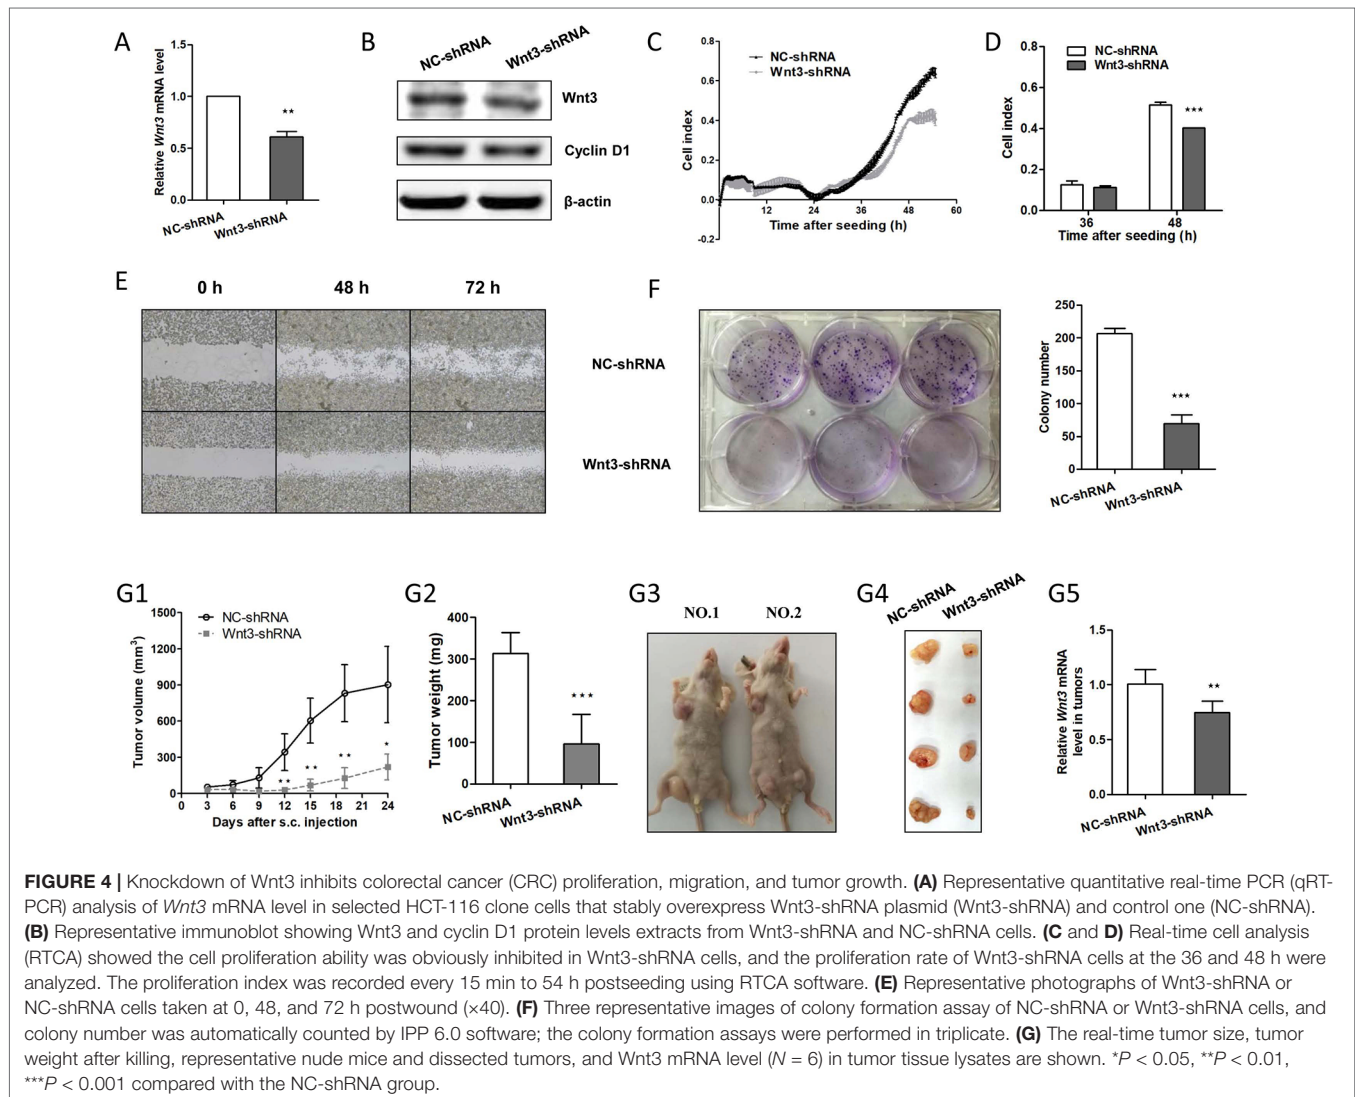 A
Relative Wnt3 mRNA level
1.5
1.0
0.5
0.0
**
NC-shRNA
Wnt3-shRNA
B
NC-shRNA
Wnt3-shRNA
Wnt3
Cyclin D1
β-actin
C
Cell index
0.8
0.6
0.4
0.2
0.0
-0.2
NC-shRNA
Wnt3-shRNA
12
24
36
48
60
Time after seeding (h)
D
Cell index
0.8
0.6
0.4
0.2
0.0
NC-shRNA
Wnt3-shRNA
***
36
48
Time after seeding (h)
E
0 h
48 h
72 h
F
NC-shRNA
Wnt3-shRNA
Colony number
250
200
150
100
50
0
***
NC-shRNA
Wnt3-shRNA
G1
Tumor volume (mm³)
1500
1200
900
600
300
0
NC-shRNA
Wnt3-shRNA
**
**
**
*
0
3
6
9
12
15
18
21
24
Days after s.c. injection
G2
Tumor weight (mg)
400
300
200
100
0
***
NC-shRNA
Wnt3-shRNA
G3
NO.1
NO.2
G4
NC-shRNA
Wnt3-shRNA
G5
Relative Wnt3 mRNA
level in tumors
1.5
1.0
0.5
0.0
**
NC-shRNA
Wnt3-shRNA
FIGURE 4 | Knockdown of Wnt3 inhibits colorectal cancer (CRC) proliferation, migration, and tumor growth. (A) Representative quantitative real-time PCR (qRT-
PCR) analysis of Wnt3 mRNA level in selected HCT-116 clone cells that stably overexpress Wnt3-shRNA plasmid (Wnt3-shRNA) and control one (NC-shRNA).
(B) Representative immunoblot showing Wnt3 and cyclin D1 protein levels extracts from Wnt3-shRNA and NC-shRNA cells. (C and D) Real-time cell analysis
(RTCA) showed the cell proliferation ability was obviously inhibited in Wnt3-shRNA cells, and the proliferation rate of Wnt3-shRNA cells at the 36 and 48 h were
analyzed. The proliferation index was recorded every 15 min to 54 h postseeding using RTCA software. (E) Representative photographs of Wnt3-shRNA or
NC-shRNA cells taken at 0, 48, and 72 h postwound (×40). (F) Three representative images of colony formation assay of NC-shRNA or Wnt3-shRNA cells, and
colony number was automatically counted by IPP 6.0 software; the colony formation assays were performed in triplicate. (G) The real-time tumor size, tumor
weight after killing, representative nude mice and dissected tumors, and Wnt3 mRNA level (N = 6) in tumor tissue lysates are shown. *P < 0.05, **P < 0.01,
***P < 0.001 compared with the NC-shRNA group.